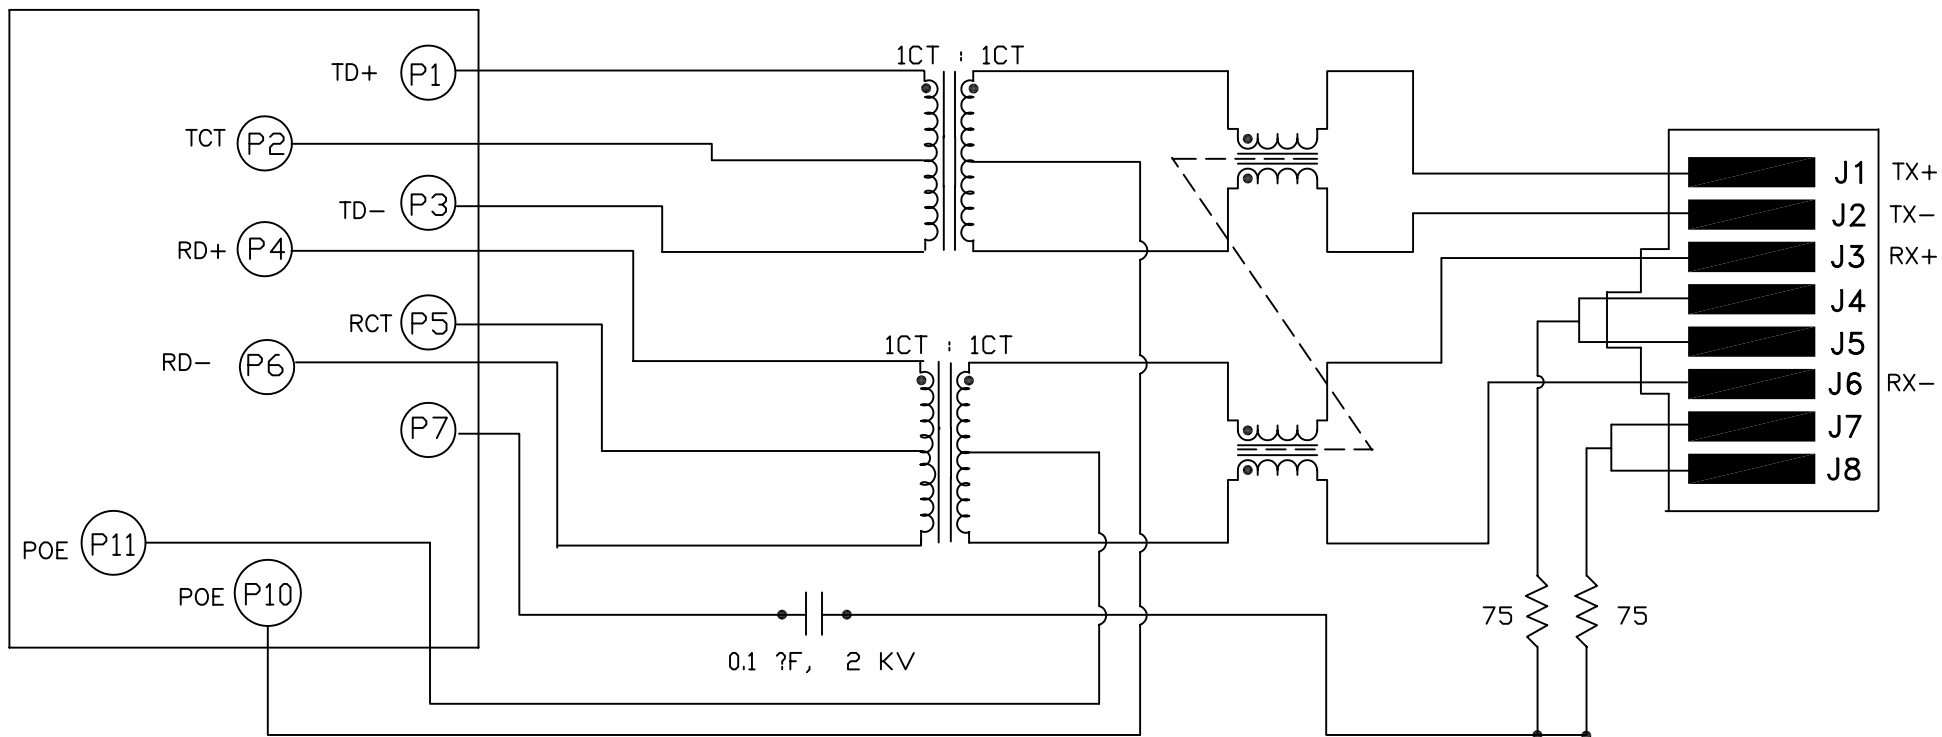 1CT : 1CT
TD+ P1
TCT P2
TD- P3
RD+ P4
RCT P5
1CT : 1CT
RD- P6
P7
POE P11
POE P10
0.1 ?F, 2 KV
75 75
J1 TX+
J2 TX-
J3 RX+
J4
J5
J6 RX-
J7
J8